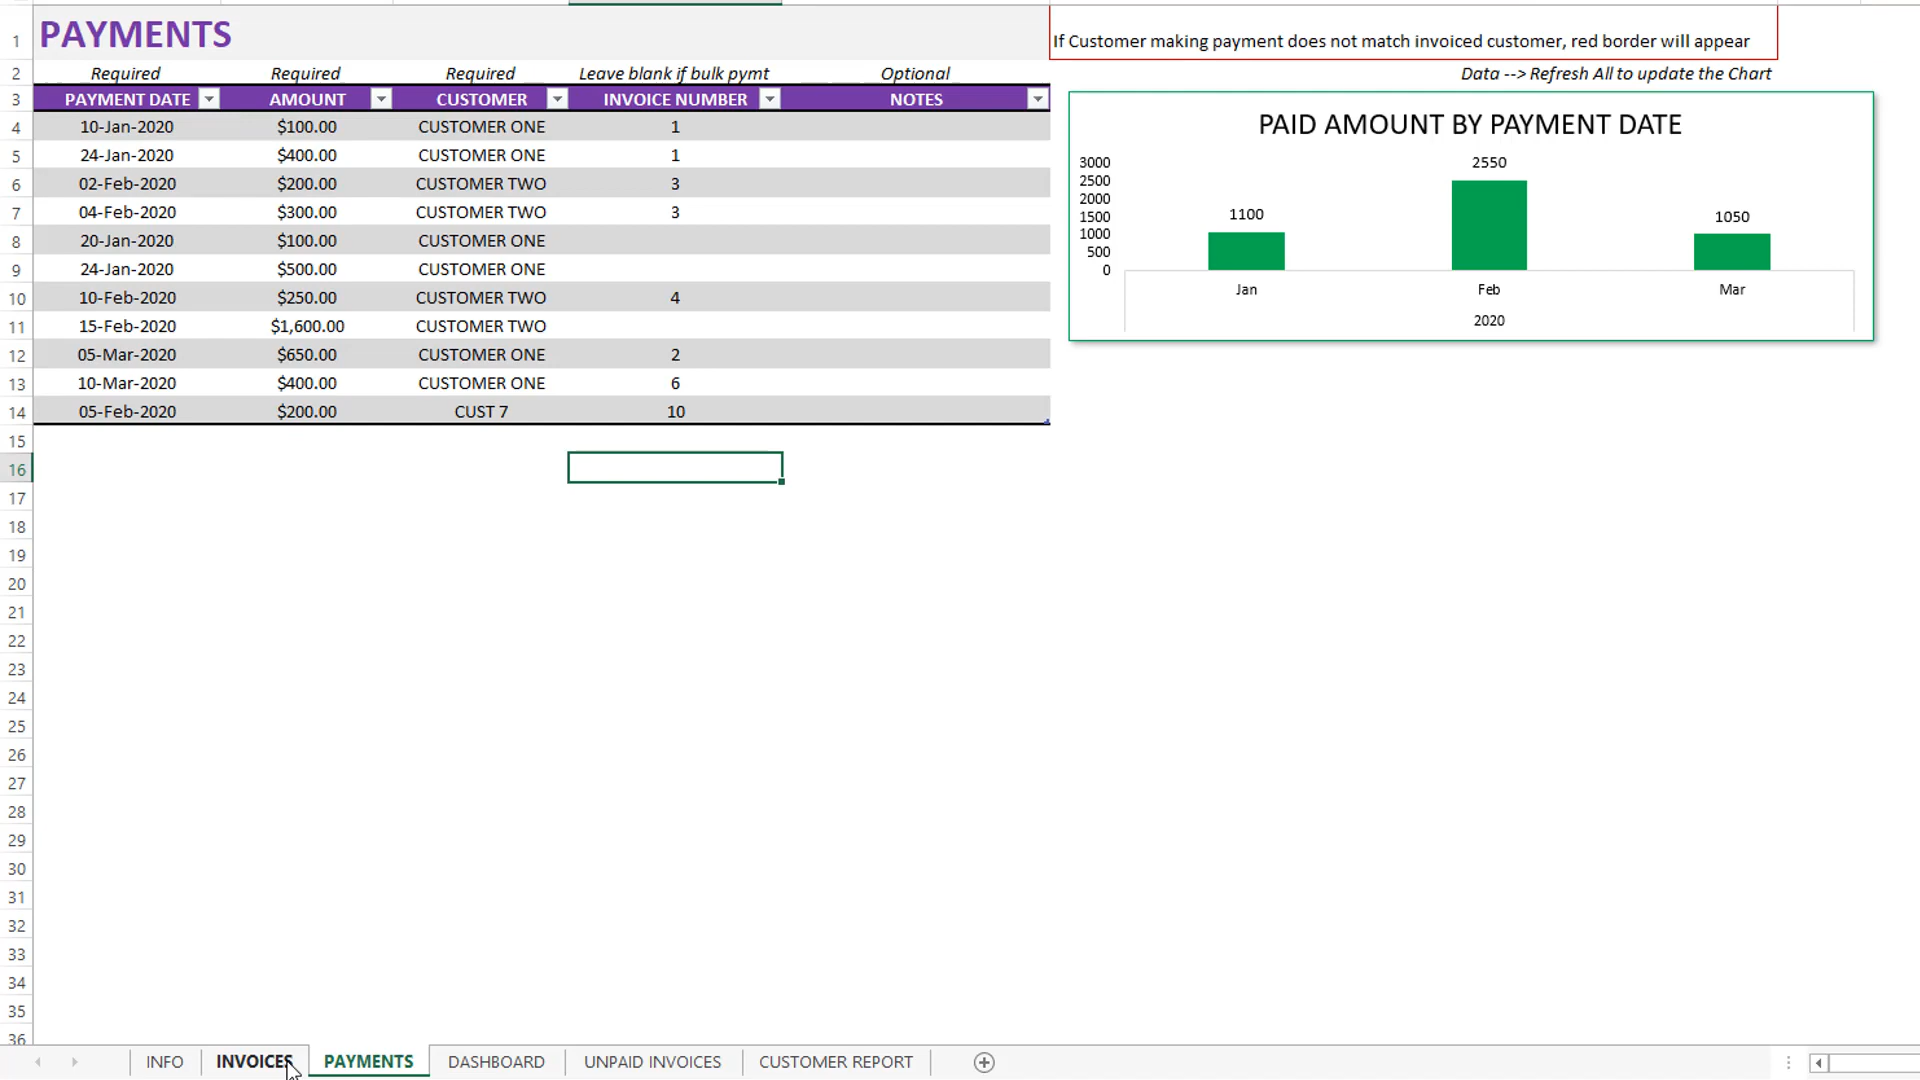 1 PAYMENTS If Customer making payment does not match invoiced customer, red border will appear
2 Required Required Required Leave blank if bulk pymt Optional Data --> Refresh All to update the Chart
3 PAYMENT DATE AMOUNT CUSTOMER INVOICE NUMBER NOTES
4 10-Jan-2020 $100.00 CUSTOMER ONE 1
5 24-Jan-2020 $400.00 CUSTOMER ONE 1
6 02-Feb-2020 $200.00 CUSTOMER TWO 3
7 04-Feb-2020 $300.00 CUSTOMER TWO 3
8 20-Jan-2020 $100.00 CUSTOMER ONE
9 24-Jan-2020 $500.00 CUSTOMER ONE
10 10-Feb-2020 $250.00 CUSTOMER TWO 4
11 15-Feb-2020 $1,600.00 CUSTOMER TWO
12 05-Mar-2020 $650.00 CUSTOMER ONE 2
13 10-Mar-2020 $400.00 CUSTOMER ONE 6
14 05-Feb-2020 $200.00 CUST 7 10
PAID AMOUNT BY PAYMENT DATE
3000 2550
2500
2000
1500 1100 1050
1000
500
0
Jan Feb Mar
2020
15
16
17
18
19
20
21
22
23
24
25
26
27
28
29
30
31
32
33
34
35
36
INFO INVOICES PAYMENTS DASHBOARD UNPAID INVOICES CUSTOMER REPORT